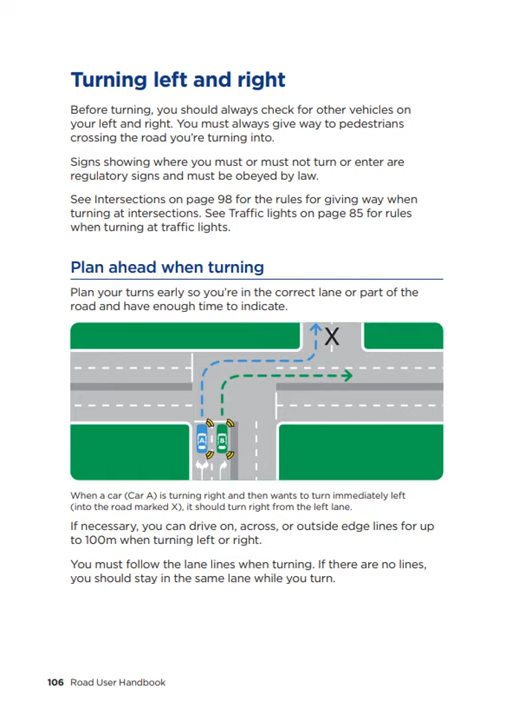 Turning left and right
Before turning, you should always check for other vehicles on
your left and right. You must always give way to pedestrians
crossing the road you're turning into.
Signs showing where you must or must not turn or enter are
regulatory signs and must be obeyed by law.
See Intersections on page 98 for the rules for giving way when
turning at intersections. See Traffic lights on page 85 for rules
when turning at traffic lights.
Plan ahead when turning
Plan your turns early so you're in the correct lane or part of the
road and have enough time to indicate.
X
A B
When a car (Car A) is turning right and then wants to turn immediately left
(into the road marked X), it should turn right from the left lane.
If necessary, you can drive on, across, or outside edge lines for up
to 100m when turning left or right.
You must follow the lane lines when turning. If there are no lines,
you should stay in the same lane while you turn.
106 Road User Handbook